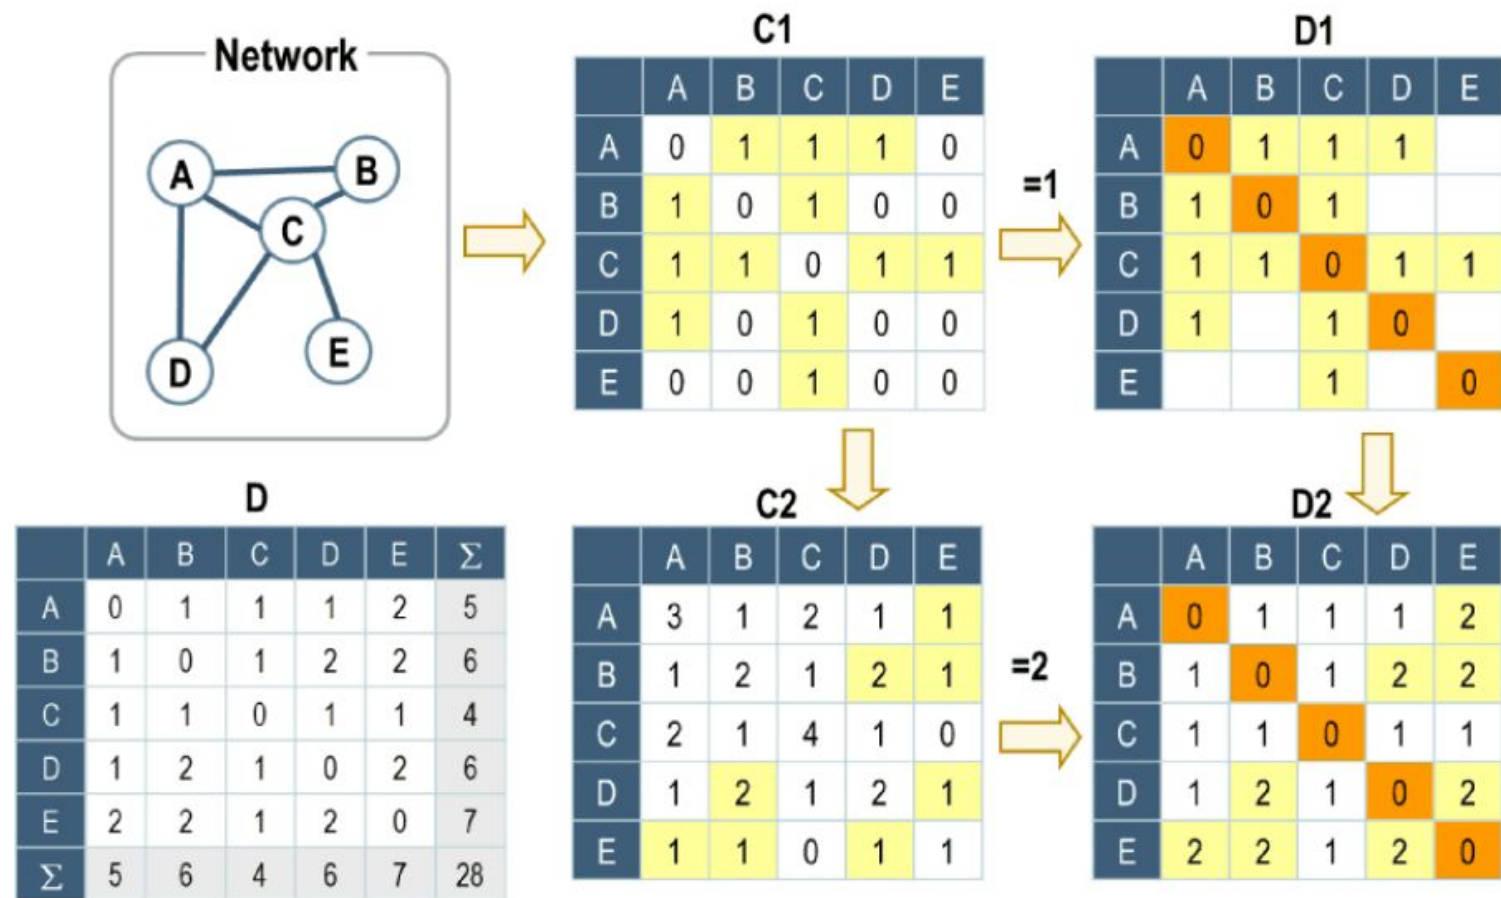 Network
A
B
C
D
E
C1
A B C D E
A 0 1 1 1 0
B 1 0 1 0 0
C 1 1 0 1 1
D 1 0 1 0 0
E 0 0 1 0 0
=1
D1
A B C D E
A 0 1 1 1
B 1 0 1
C 1 1 0 1 1
D 1 1 0
E 1 0
D
A B C D E Σ
A 0 1 1 1 2 5
B 1 0 1 2 2 6
C 1 1 0 1 1 4
D 1 2 1 0 2 6
E 2 2 1 2 0 7
Σ 5 6 4 6 7 28
C2
A B C D E
A 3 1 2 1 1
B 1 2 1 2 1
C 2 1 4 1 0
D 1 2 1 2 1
E 1 1 0 1 1
=2
D2
A B C D E
A 0 1 1 1 2
B 1 0 1 2 2
C 1 1 0 1 1
D 1 2 1 0 2
E 2 2 1 2 0